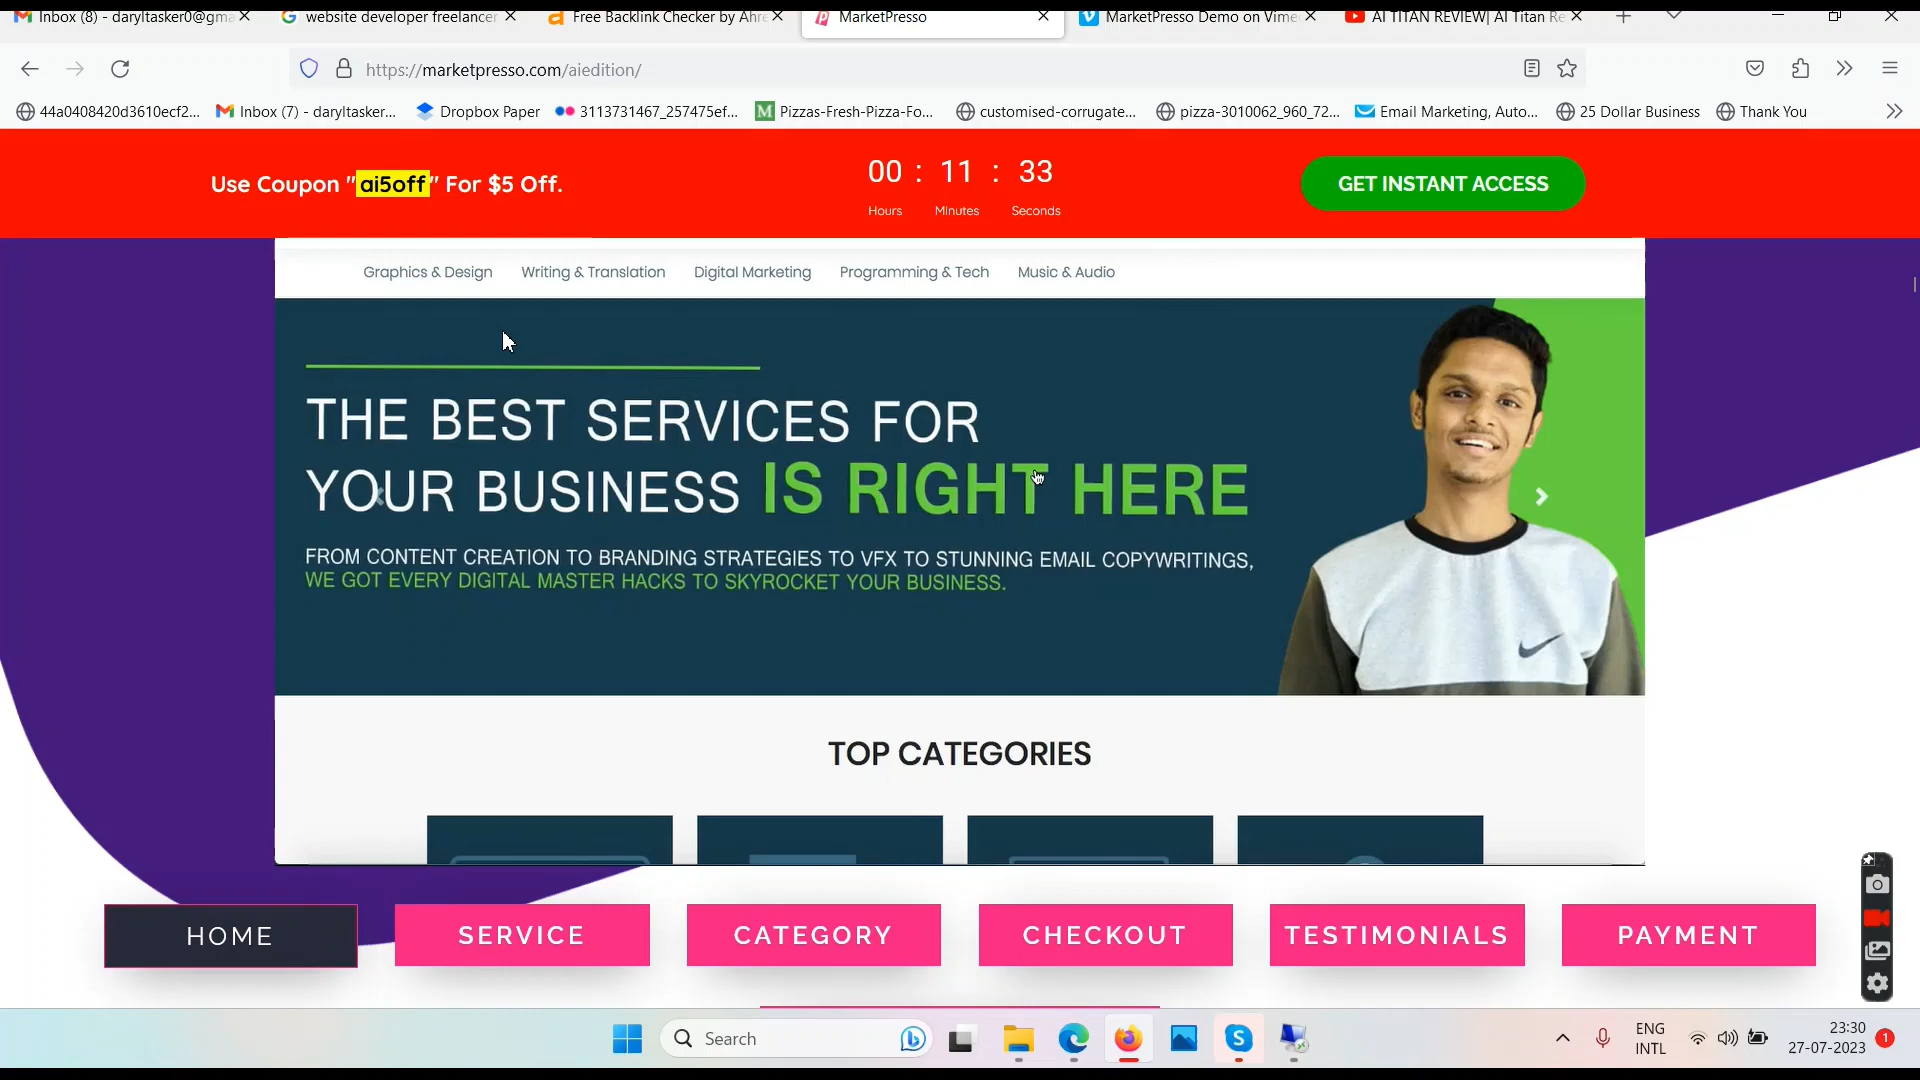 Inbox (8) - daryltasker0@gma
website developer freelancer
Free Backlink Checker by Ahre
MarketPresso
MarketPresso Demo on Vime
AI TITAN REVIEW| AI Titan Re
https://marketpresso.com/aiedition/
44a0408420d3610ecf2...
Inbox (7) - daryltasker...
Dropbox Paper
3113731467_257475ef...
Pizzas-Fresh-Pizza-Fo...
customised-corrugate...
pizza-3010062_960_72...
Email Marketing, Auto...
25 Dollar Business
Thank You
Use Coupon "ai5off" For $5 Off.
00 : 11 : 33
Hours Minutes Seconds
GET INSTANT ACCESS
Graphics & Design Writing & Translation Digital Marketing Programming & Tech Music & Audio
THE BEST SERVICES FOR
YOUR BUSINESS IS RIGHT HERE
FROM CONTENT CREATION TO BRANDING STRATEGIES TO VFX TO STUNNING EMAIL COPYWRITINGS,
WE GOT EVERY DIGITAL MASTER HACKS TO SKYROCKET YOUR BUSINESS.
TOP CATEGORIES
HOME
SERVICE
CATEGORY
CHECKOUT
TESTIMONIALS
PAYMENT
Search
ENG
INTL
23:30
27-07-2023
1